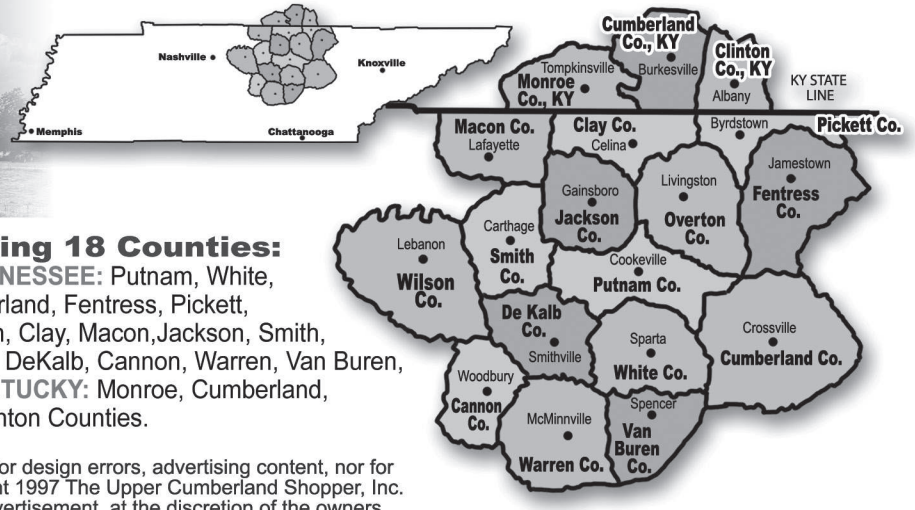 Nashville
Knoxville
Memphis
Chattanooga
Cumberland
Co., KY
Burkesville
Clinton
Co., KY
Albany
Tompkinsville
Monroe
Co., KY
KY STATE
LINE
Macon Co.
Lafayette
Clay Co.
Celina
Byrdstown
Pickett Co.
Jamestown
Fentress
Co.
Gainsboro
Jackson
Co.
Livingston
Overton
Co.
Carthage
Smith
Co.
Lebanon
Wilson
Co.
Cookeville
Putnam Co.
De Kalb
Co.
Smithville
Sparta
White Co.
Crossville
Cumberland Co.
Woodbury
Cannon
Co.
McMinnville
Warren Co.
Spencer
Van
Buren
Co.
ing 18 Counties:
NESSEE: Putnam, White,
erland, Fentress, Pickett,
n, Clay, Macon,Jackson, Smith,
DeKalb, Cannon, Warren, Van Buren,
TUCKY: Monroe, Cumberland,
nton Counties.
or design errors, advertising content, nor for
nt 1997 The Upper Cumberland Shopper, Inc.
vertisement, at the discretion of the owners